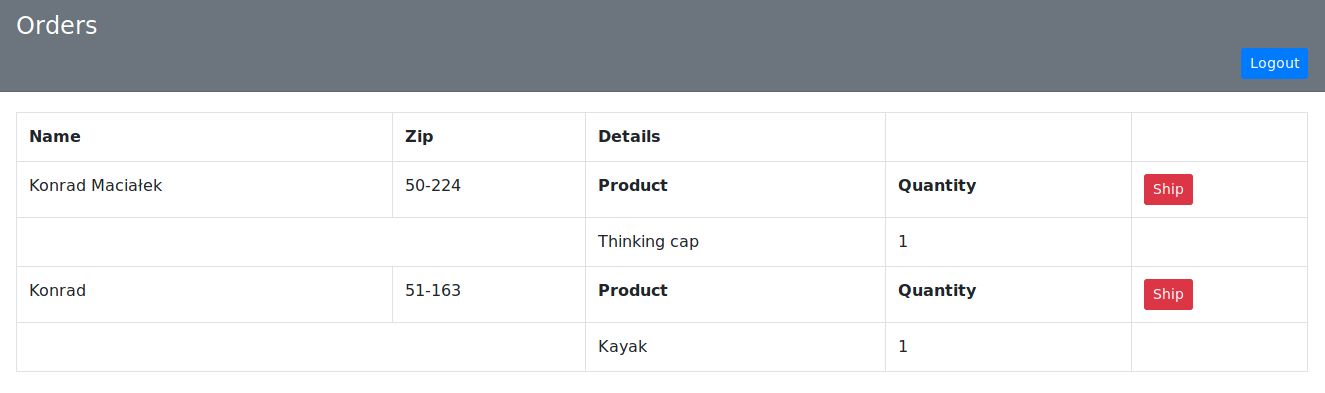 Orders
Logout
Name Zip Details
Konrad Maciałek 50-224 Product Quantity Ship
Thinking cap 1
Konrad 51-163 Product Quantity Ship
Kayak 1